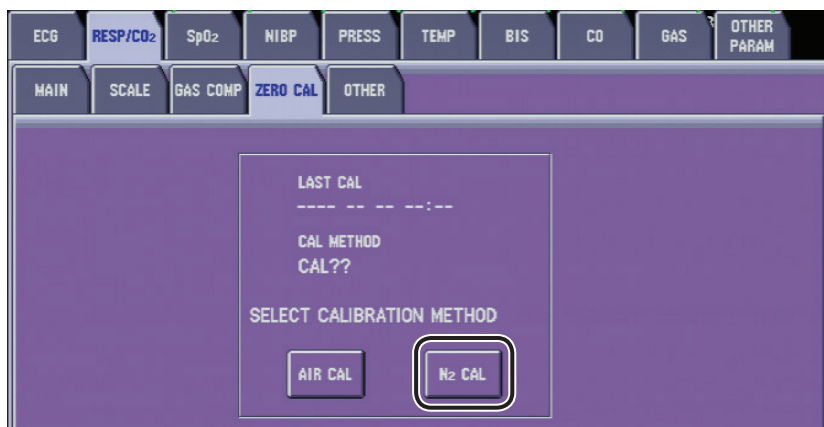 ECG RESP/CO2 SpO2 NIBP PRESS TEMP BIS CO GAS OTHER PARAM
MAIN SCALE GAS COMP ZERO CAL OTHER
LAST CAL
---- -- -- --:--
CAL METHOD
CAL??
SELECT CALIBRATION METHOD
AIR CAL N2 CAL